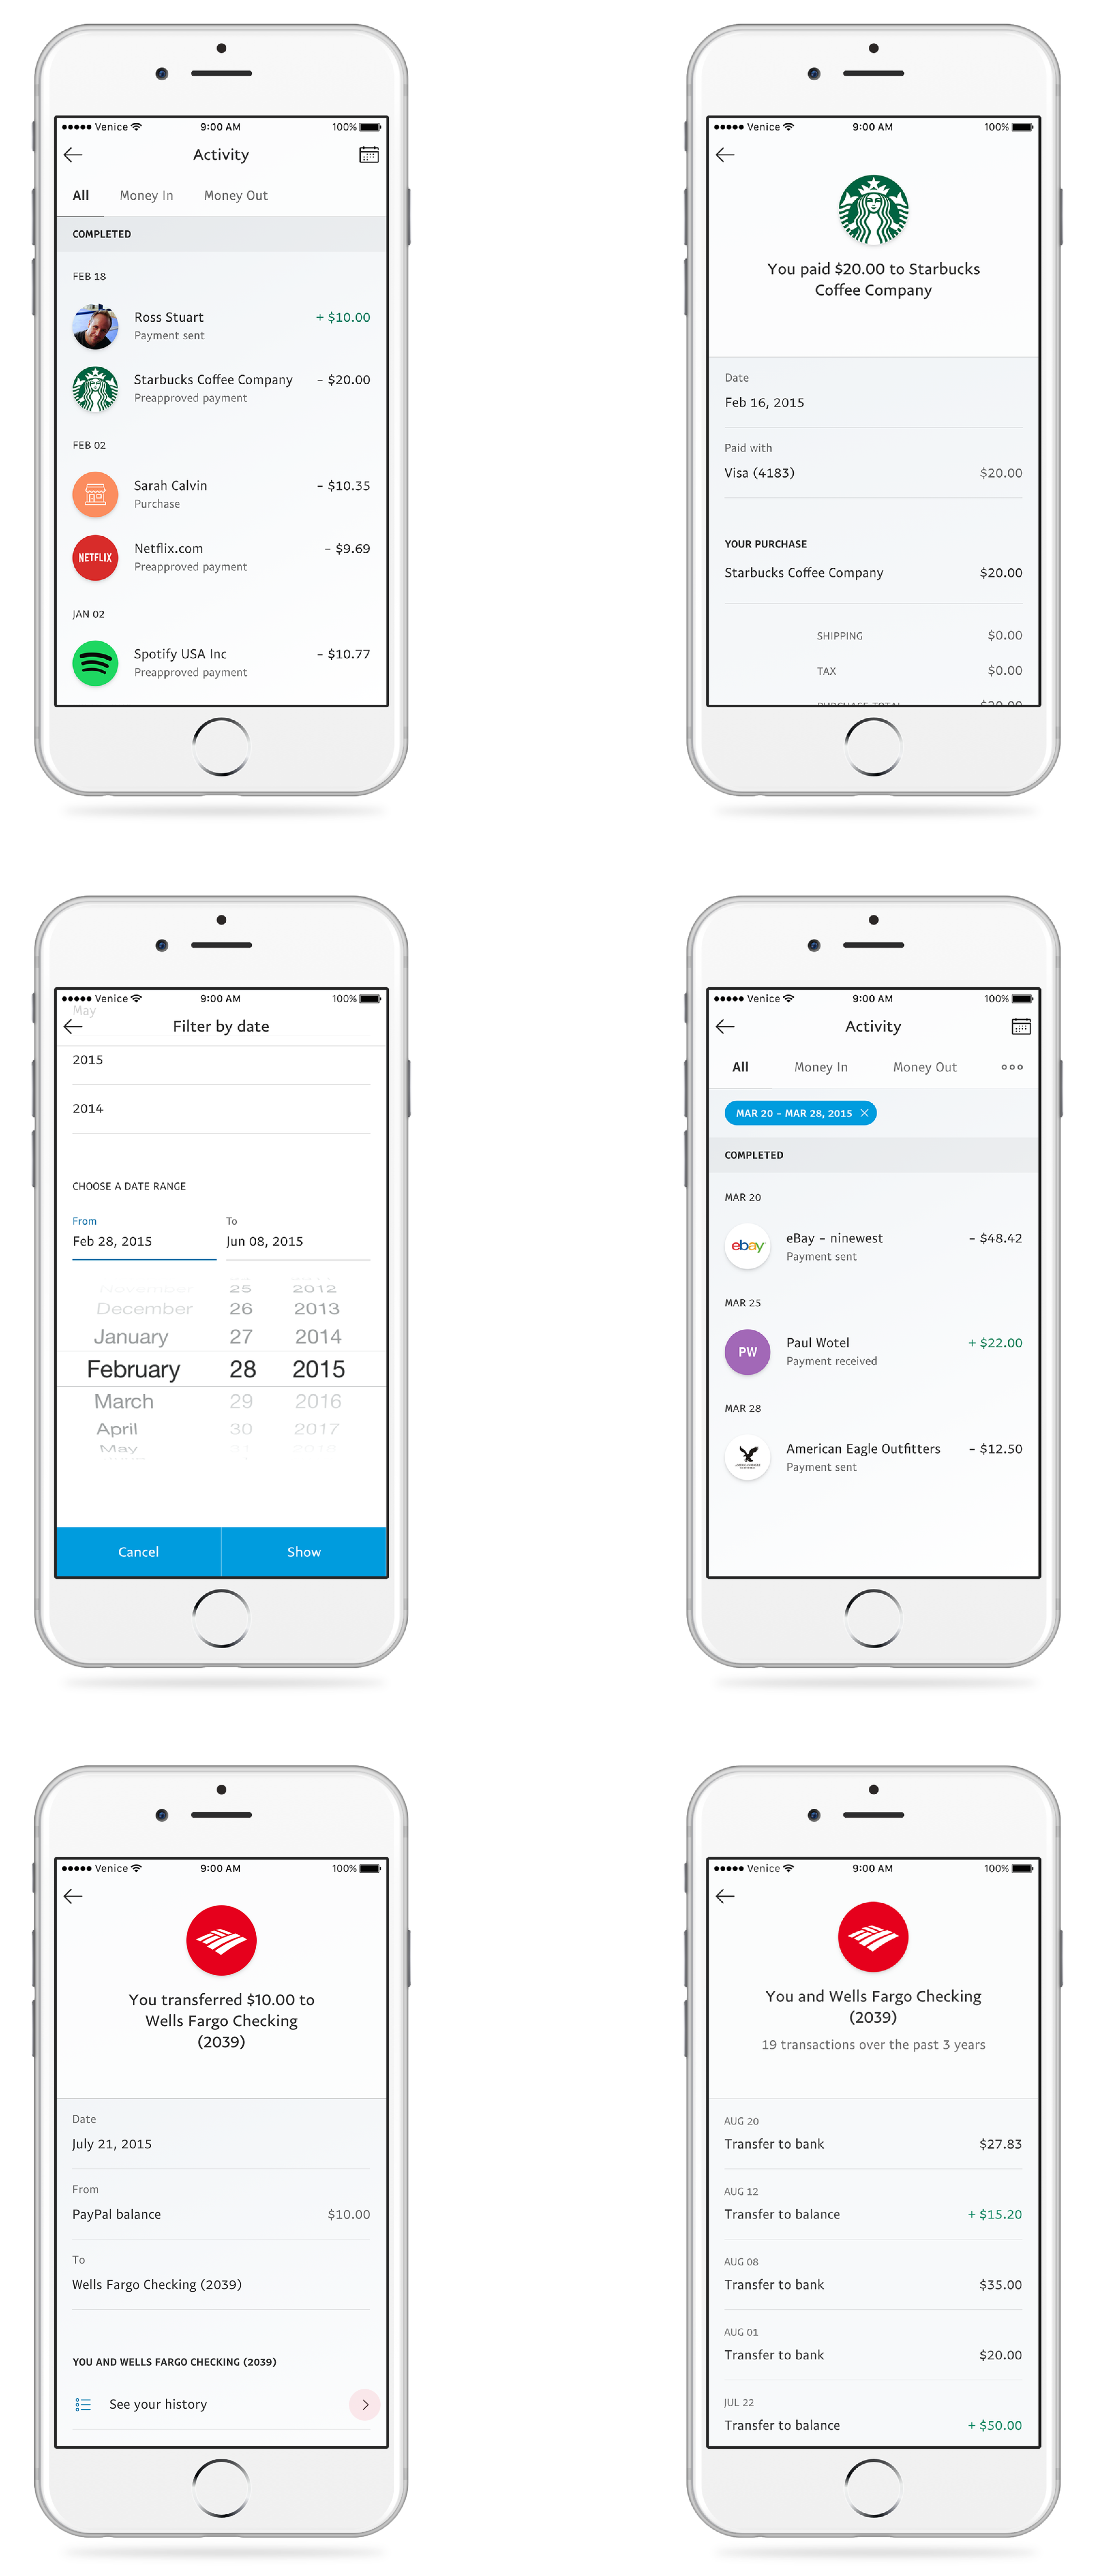 Venice 9:00 AM 100%
Activity
All Money In Money Out
COMPLETED
FEB 18
Ross Stuart + $10.00
Payment sent
Starbucks Coffee Company – $20.00
Preapproved payment
FEB 02
Sarah Calvin – $10.35
Purchase
NETFLIX Netflix.com – $9.69
Preapproved payment
JAN 02
Spotify USA Inc – $10.77
Preapproved payment
Venice 9:00 AM 100%
You paid $20.00 to Starbucks
Coffee Company
Date
Feb 16, 2015
Paid with
Visa (4183) $20.00
YOUR PURCHASE
Starbucks Coffee Company $20.00
SHIPPING $0.00
TAX $0.00
PURCHASE TOTAL $20.00
Venice 9:00 AM 100%
May
Filter by date
2015
2014
CHOOSE A DATE RANGE
From To
Feb 28, 2015 Jun 08, 2015
November 25 2012
December 26 2013
January 27 2014
February 28 2015
March 29 2016
April 30 2017
May 31 2018
Cancel Show
Venice 9:00 AM 100%
Activity
All Money In Money Out
MAR 20 – MAR 28, 2015
COMPLETED
MAR 20
ebay eBay – ninewest – $48.42
Payment sent
MAR 25
PW Paul Wotel + $22.00
Payment received
MAR 28
American Eagle Outfitters – $12.50
Payment sent
Venice 9:00 AM 100%
You transferred $10.00 to
Wells Fargo Checking
(2039)
Date
July 21, 2015
From
PayPal balance $10.00
To
Wells Fargo Checking (2039)
YOU AND WELLS FARGO CHECKING (2039)
See your history
Venice 9:00 AM 100%
You and Wells Fargo Checking
(2039)
19 transactions over the past 3 years
AUG 20
Transfer to bank $27.83
AUG 12
Transfer to balance + $15.20
AUG 08
Transfer to bank $35.00
AUG 01
Transfer to bank $20.00
JUL 22
Transfer to balance + $50.00